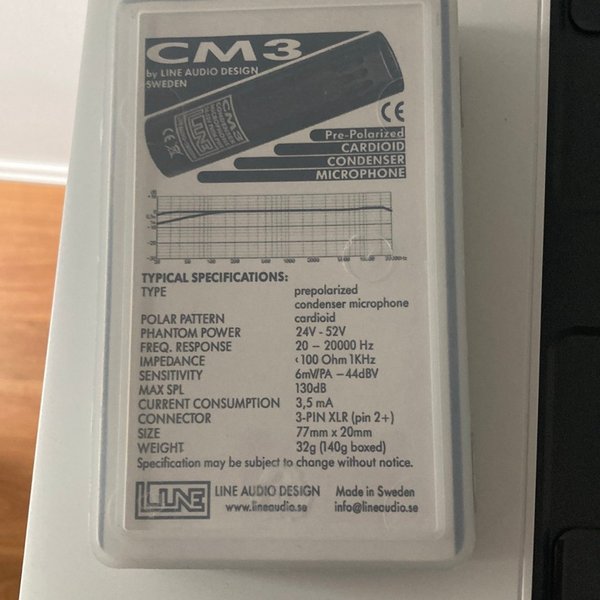 CM3
by LINE AUDIO DESIGN
SWEDEN
CM3
LINE
CE
Pre-Polarized
CARDIOID
CONDENSER
MICROPHONE
TYPICAL SPECIFICATIONS:
TYPE prepolarized
condenser microphone
POLAR PATTERN cardioid
PHANTOM POWER 24V - 52V
FREQ. RESPONSE 20 – 20000 Hz
IMPEDANCE <100 Ohm 1KHz
SENSITIVITY 6mV/PA – 44dBV
MAX SPL 130dB
CURRENT CONSUMPTION 3,5 mA
CONNECTOR 3-PIN XLR (pin 2+)
SIZE 77mm x 20mm
WEIGHT 32g (140g boxed)
Specification may be subject to change without notice.
LINE LINE AUDIO DESIGN Made in Sweden
www.lineaudio.se info@lineaudio.se